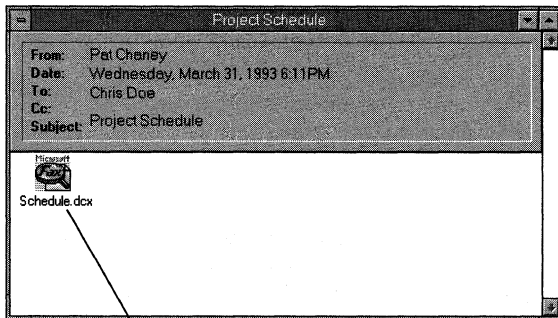 Project Schedule
From: Pat Chaney
Date: Wednesday, March 31, 1993 6:11PM
To: Chris Doe
Cc:
Subject: Project Schedule
Microsoft
Fax
Schedule.dcx